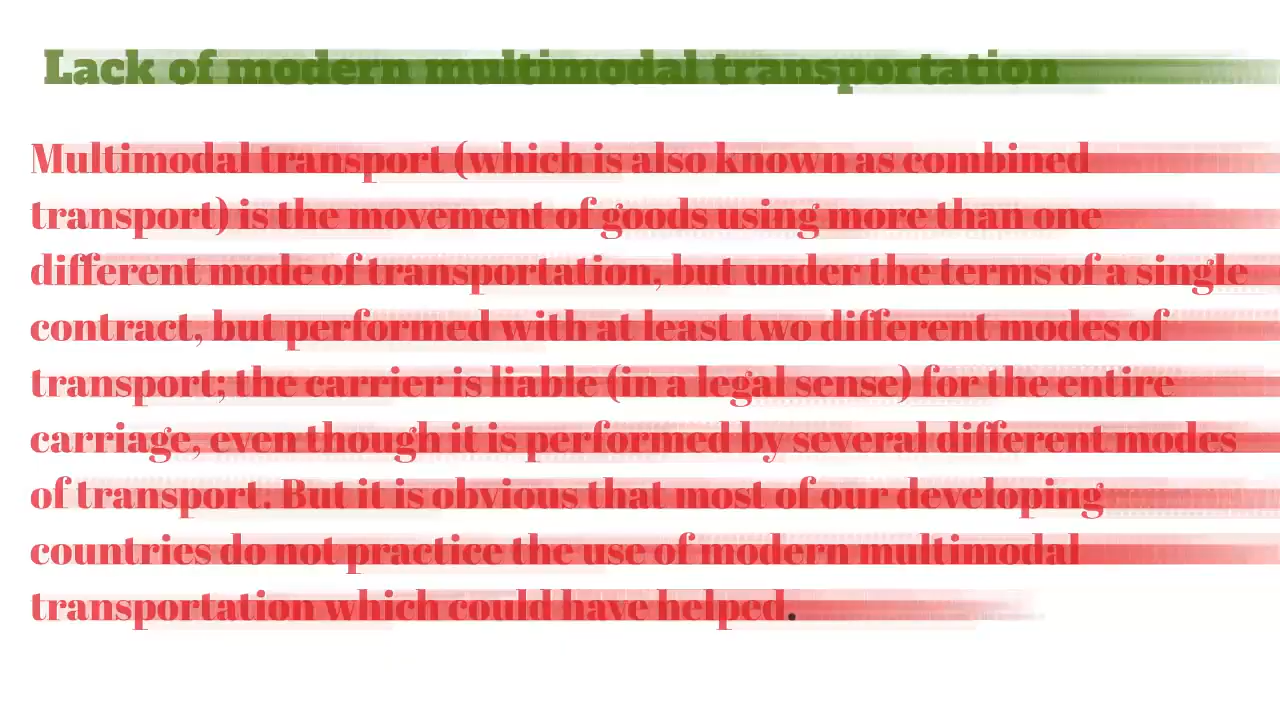 Lack of modern multimodal transportation
Multimodal transport (which is also known as combined
transport) is the movement of goods using more than one
different mode of transportation, but under the terms of a single
contract, but performed with at least two different modes of
transport; the carrier is liable (in a legal sense) for the entire
carriage, even though it is performed by several different modes
of transport. But it is obvious that most of our developing
countries do not practice the use of modern multimodal
transportation which could have helped.